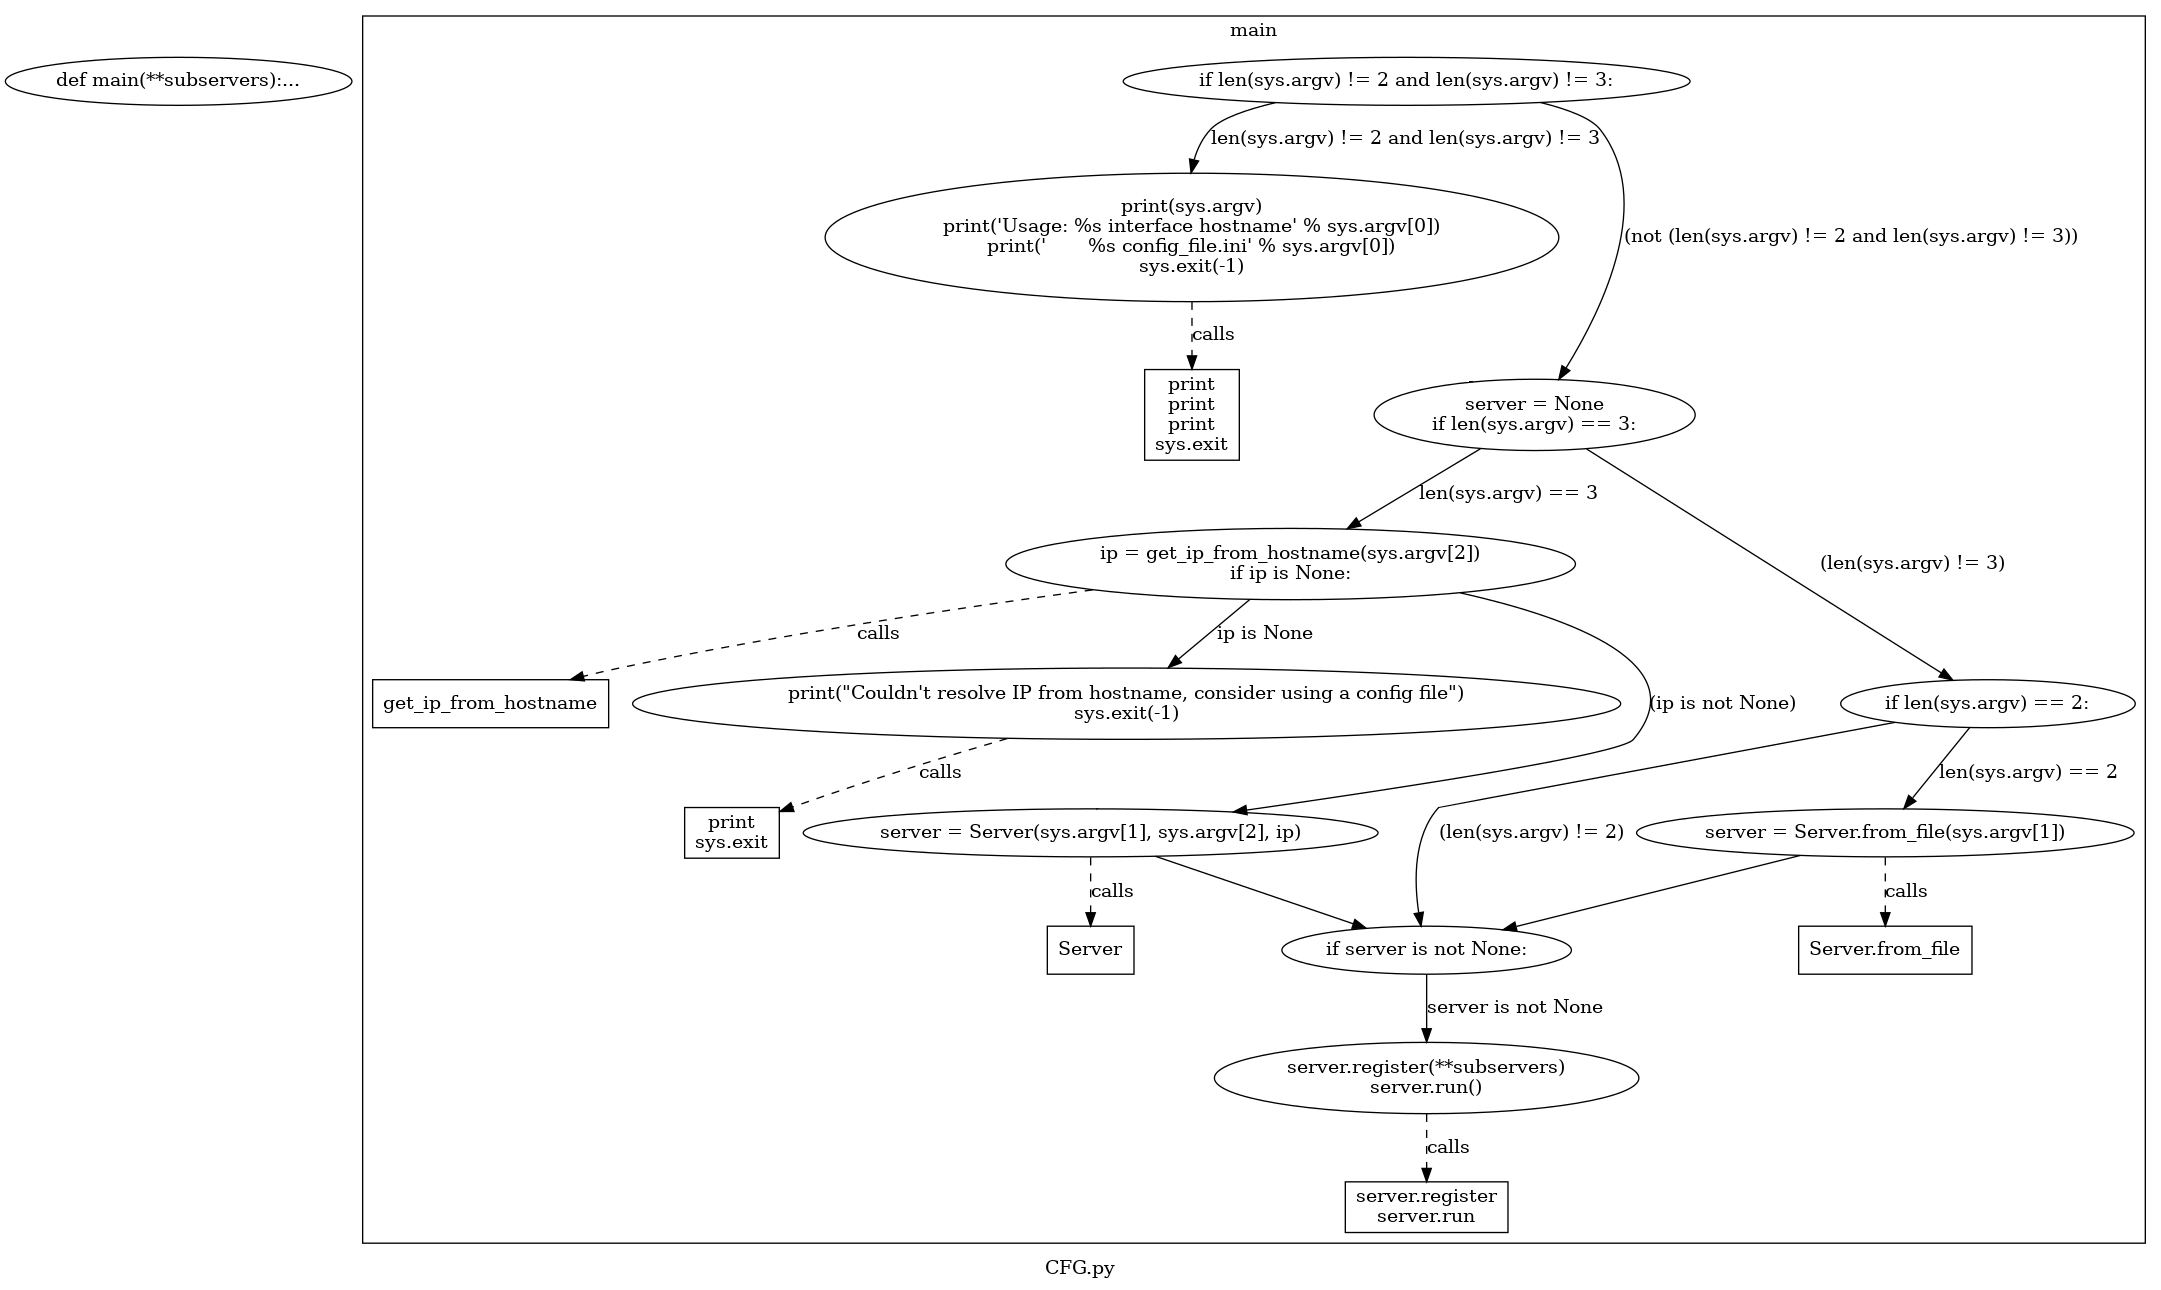 main
def main(**subservers):...
if len(sys.argv) != 2 and len(sys.argv) != 3:
len(sys.argv) != 2 and len(sys.argv) != 3
print(sys.argv)
print('Usage: %s interface hostname' % sys.argv[0])
print('       %s config_file.ini' % sys.argv[0])
sys.exit(-1)
(not (len(sys.argv) != 2 and len(sys.argv) != 3))
calls
print
print
print
sys.exit
server = None
if len(sys.argv) == 3:
len(sys.argv) == 3
(len(sys.argv) != 3)
ip = get_ip_from_hostname(sys.argv[2])
if ip is None:
calls
ip is None
(ip is not None)
get_ip_from_hostname
print("Couldn't resolve IP from hostname, consider using a config file")
sys.exit(-1)
if len(sys.argv) == 2:
calls
len(sys.argv) == 2
print
sys.exit
server = Server(sys.argv[1], sys.argv[2], ip)
(len(sys.argv) != 2)
server = Server.from_file(sys.argv[1])
calls
calls
Server
if server is not None:
Server.from_file
server is not None
server.register(**subservers)
server.run()
calls
server.register
server.run
CFG.py